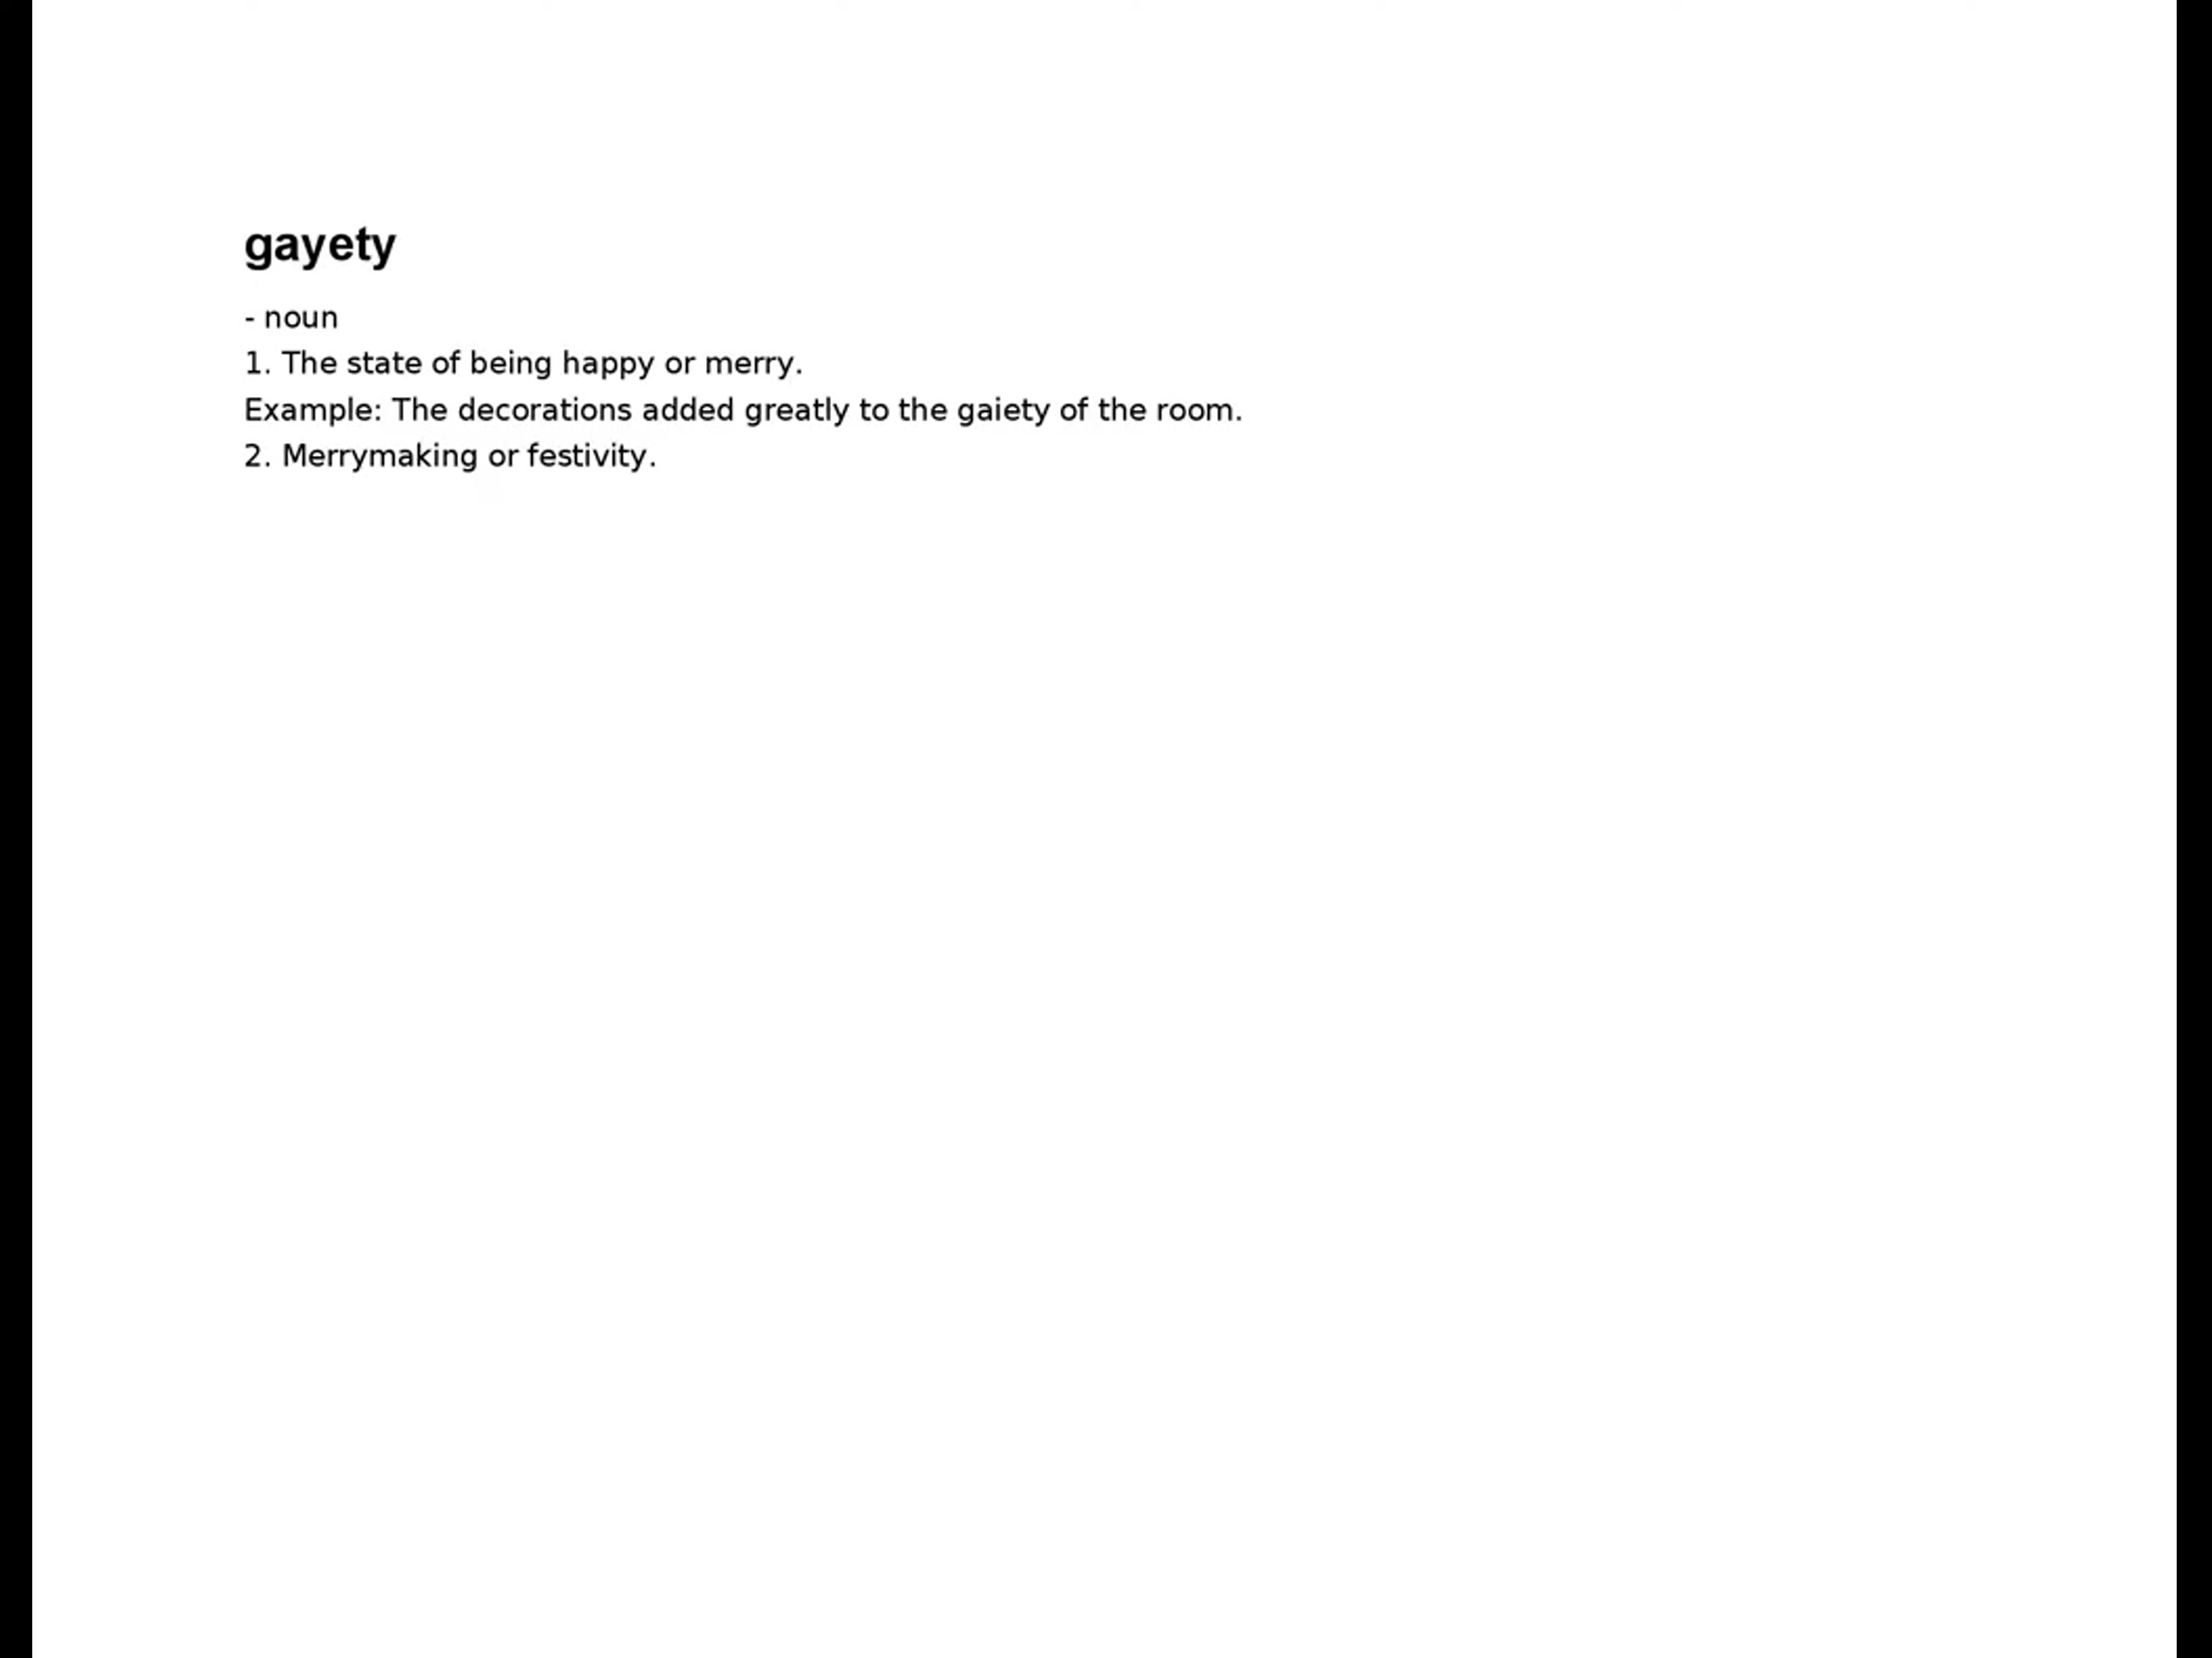 gayety
- noun
1. The state of being happy or merry.
Example: The decorations added greatly to the gaiety of the room.
2. Merrymaking or festivity.